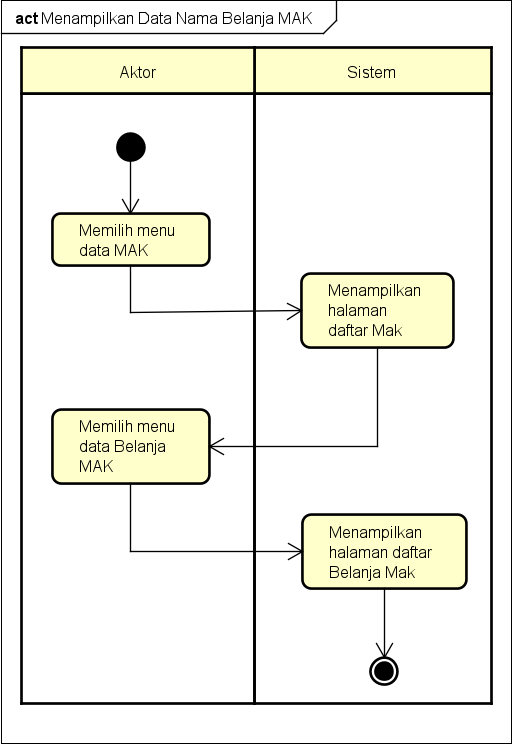 act Menampilkan Data Nama Belanja MAK
Aktor
Sistem
Memilih menu
data MAK
Menampilkan
halaman
daftar Mak
Memilih menu
data Belanja
MAK
Menampilkan
halaman daftar
Belanja Mak